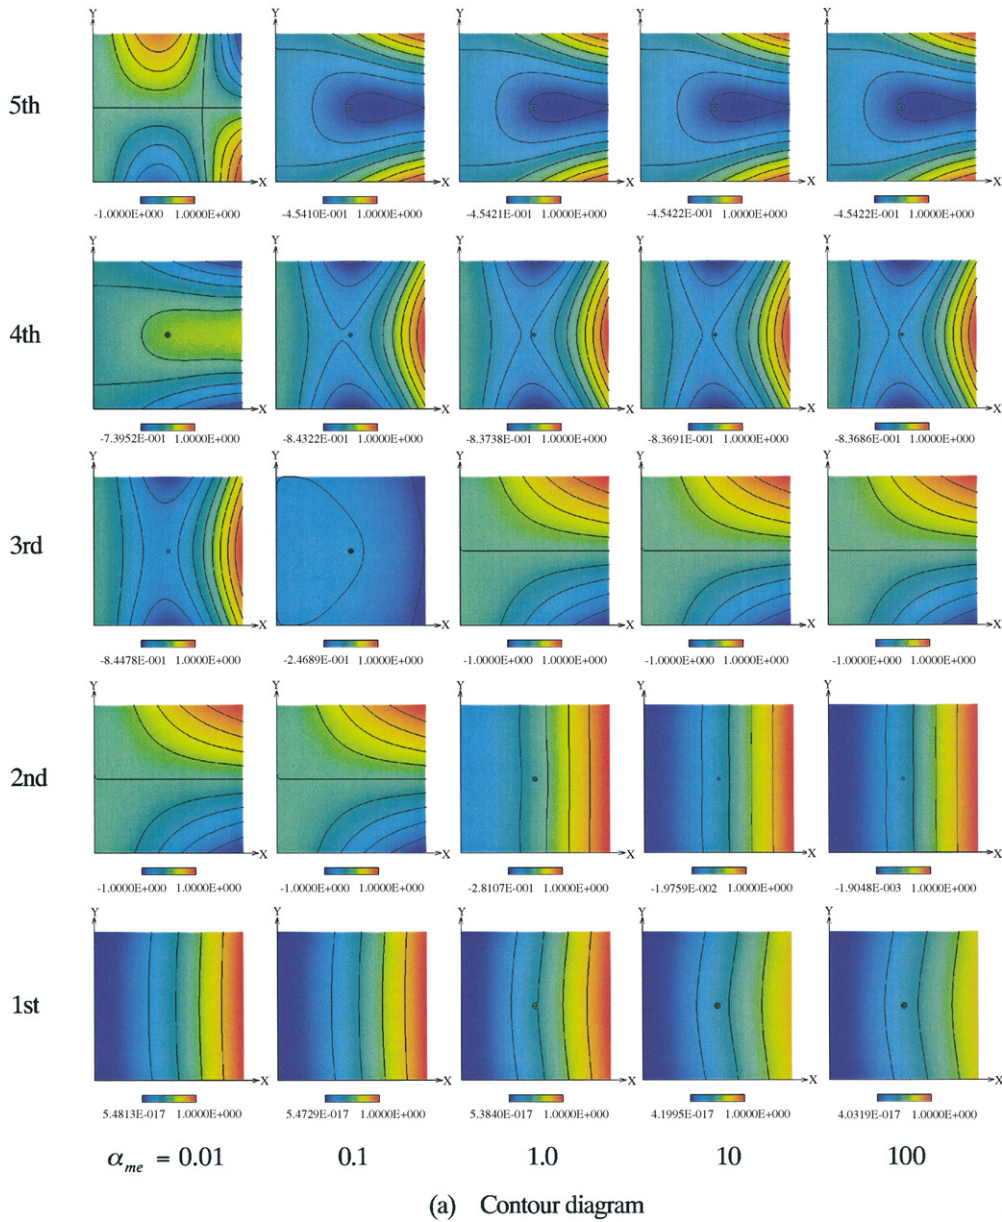 Y Y Y Y Y
5th
X X X X X
-1.0000E+000 1.0000E+000 -4.5410E-001 1.0000E+000 -4.5421E-001 1.0000E+000 -4.5422E-001 1.0000E+000 -4.5422E-001 1.0000E+000
Y Y Y Y Y
4th
X X X X X
-7.3952E-001 1.0000E+000 -8.4322E-001 1.0000E+000 -8.3738E-001 1.0000E+000 -8.3691E-001 1.0000E+000 -8.3686E-001 1.0000E+000
Y Y Y Y Y
3rd
X X X X X
-8.4478E-001 1.0000E+000 -2.4689E-001 1.0000E+000 -1.0000E+000 1.0000E+000 -1.0000E+000 1.0000E+000 -1.0000E+000 1.0000E+000
Y Y Y Y Y
2nd
X X X X X
-1.0000E+000 1.0000E+000 -1.0000E+000 1.0000E+000 -2.8107E-001 1.0000E+000 -1.9759E-002 1.0000E+000 -1.9048E-003 1.0000E+000
Y Y Y Y Y
1st
X X X X X
5.4813E-017 1.0000E+000 5.4729E-017 1.0000E+000 5.3840E-017 1.0000E+000 4.1995E-017 1.0000E+000 4.0319E-017 1.0000E+000
α_me = 0.01 0.1 1.0 10 100
(a) Contour diagram